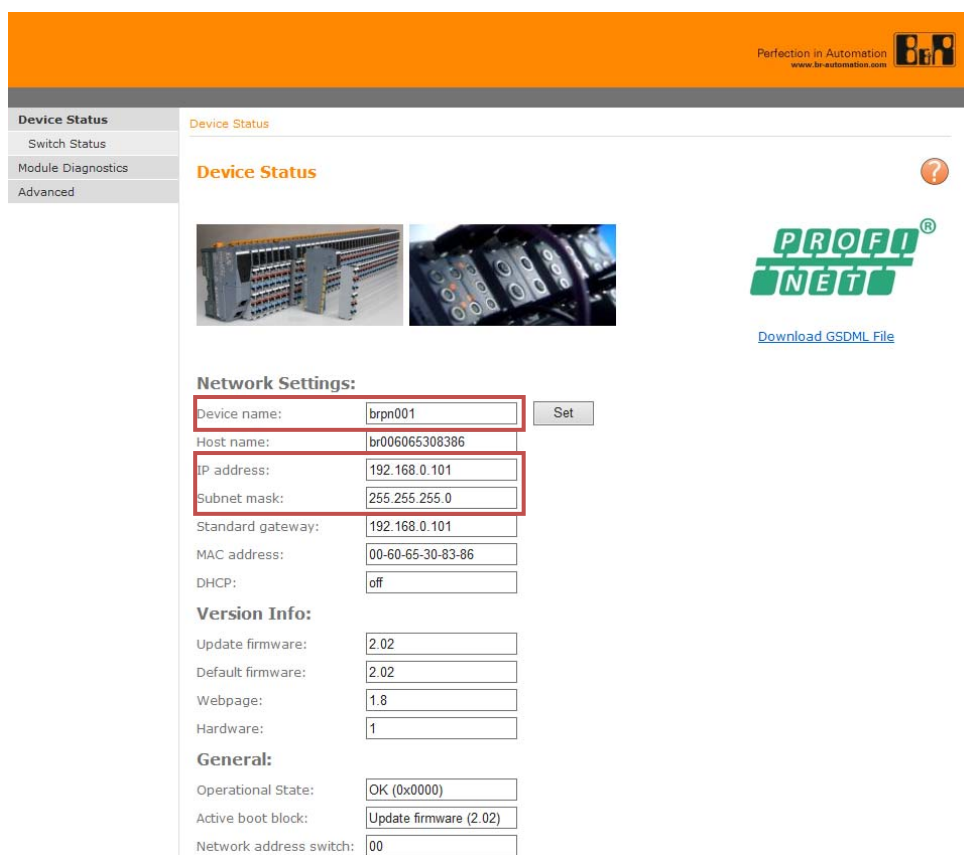 Perfection in Automation
www.br-automation.com
B&R
Device Status
Switch Status
Module Diagnostics
Advanced
Device Status
Device Status
?
PROFI®
NET
Download GSDML File
Network Settings:
Device name: brpn001 Set
Host name: br006065308386
IP address: 192.168.0.101
Subnet mask: 255.255.255.0
Standard gateway: 192.168.0.101
MAC address: 00-60-65-30-83-86
DHCP: off
Version Info:
Update firmware: 2.02
Default firmware: 2.02
Webpage: 1.8
Hardware: 1
General:
Operational State: OK (0x0000)
Active boot block: Update firmware (2.02)
Network address switch: 00